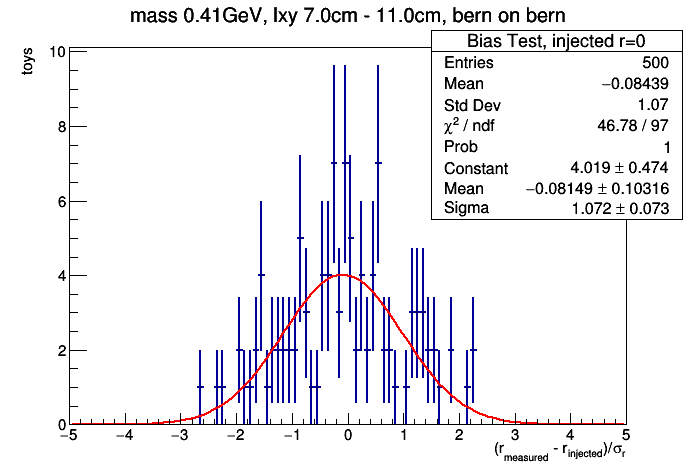 mass 0.41GeV, lxy 7.0cm - 11.0cm, bern on bern
Bias Test, injected r=0
Entries 500
Mean −0.08439
Std Dev 1.07
χ² / ndf 46.78 / 97
Prob 1
Constant 4.019 ± 0.474
Mean −0.08149 ± 0.10316
Sigma 1.072 ± 0.073
toys
10
8
6
4
2
0
−5 −4 −3 −2 −1 0 1 2 3 4 5
(r_measured - r_injected)/σ_r